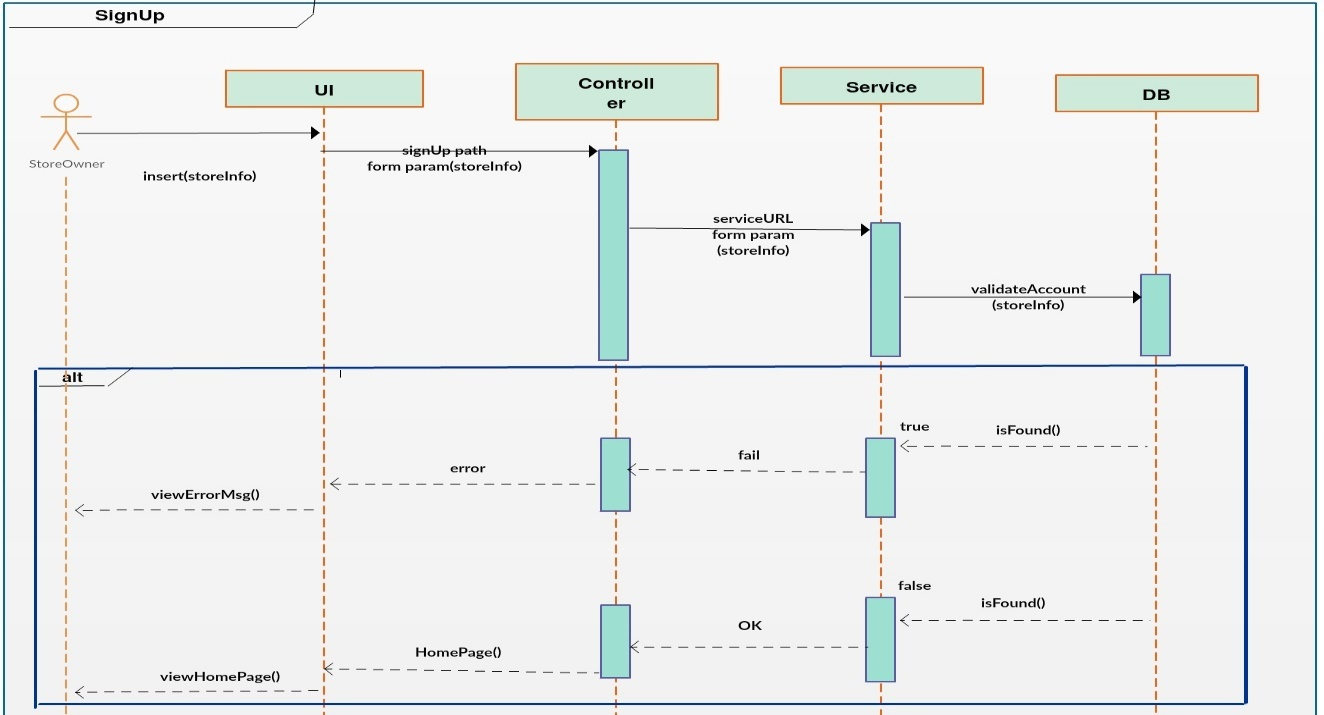 SignUp
UI
Controll
er
Service
DB
StoreOwner
insert(storeInfo)
signUp path
form param(storeInfo)
serviceURL
form param
(storeInfo)
validateAccount
(storeInfo)
alt
true
isFound()
fail
error
viewErrorMsg()
false
isFound()
OK
HomePage()
viewHomePage()